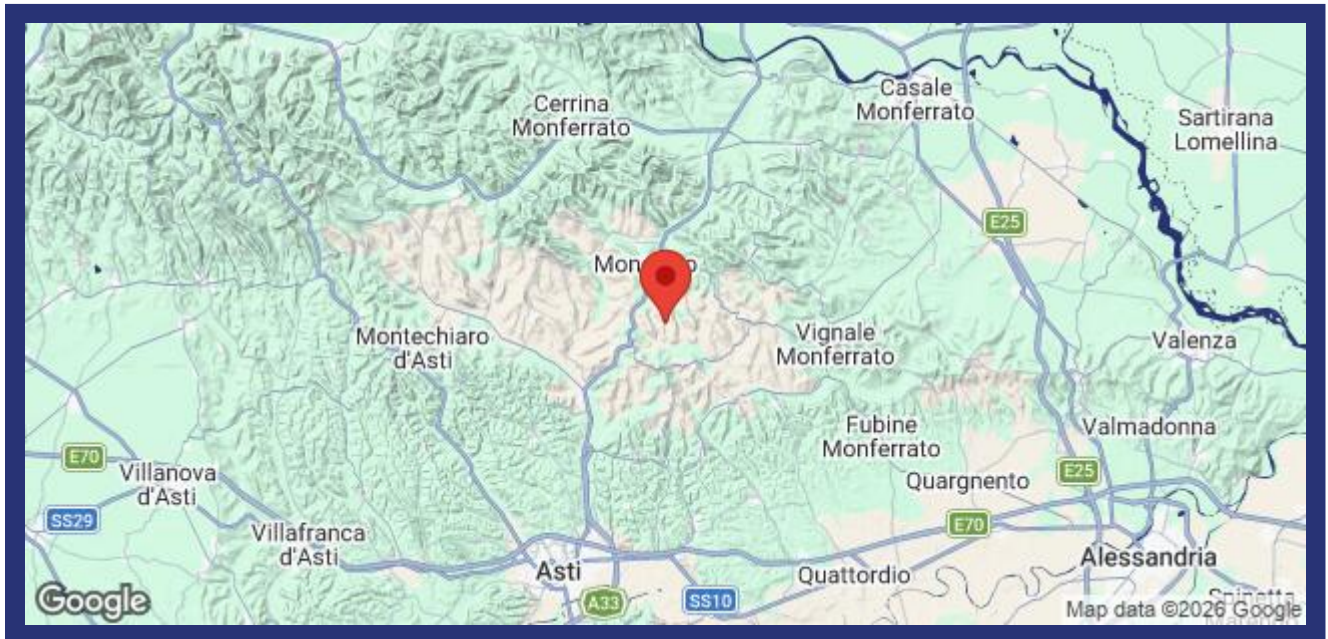 Cerrina
Monferrato
Casale
Monferrato
Sartirana
Lomellina
E25
Montechiaro
d'Asti
Vignale
Monferrato
Valenza
Fubine
Monferrato
Valmadonna
E70
Villanova
d'Asti
E25
Quargnento
SS29
Villafranca
d'Asti
E70
Asti
Quattordio
Alessandria
A33
SS10
Google
Map data ©2026 Google